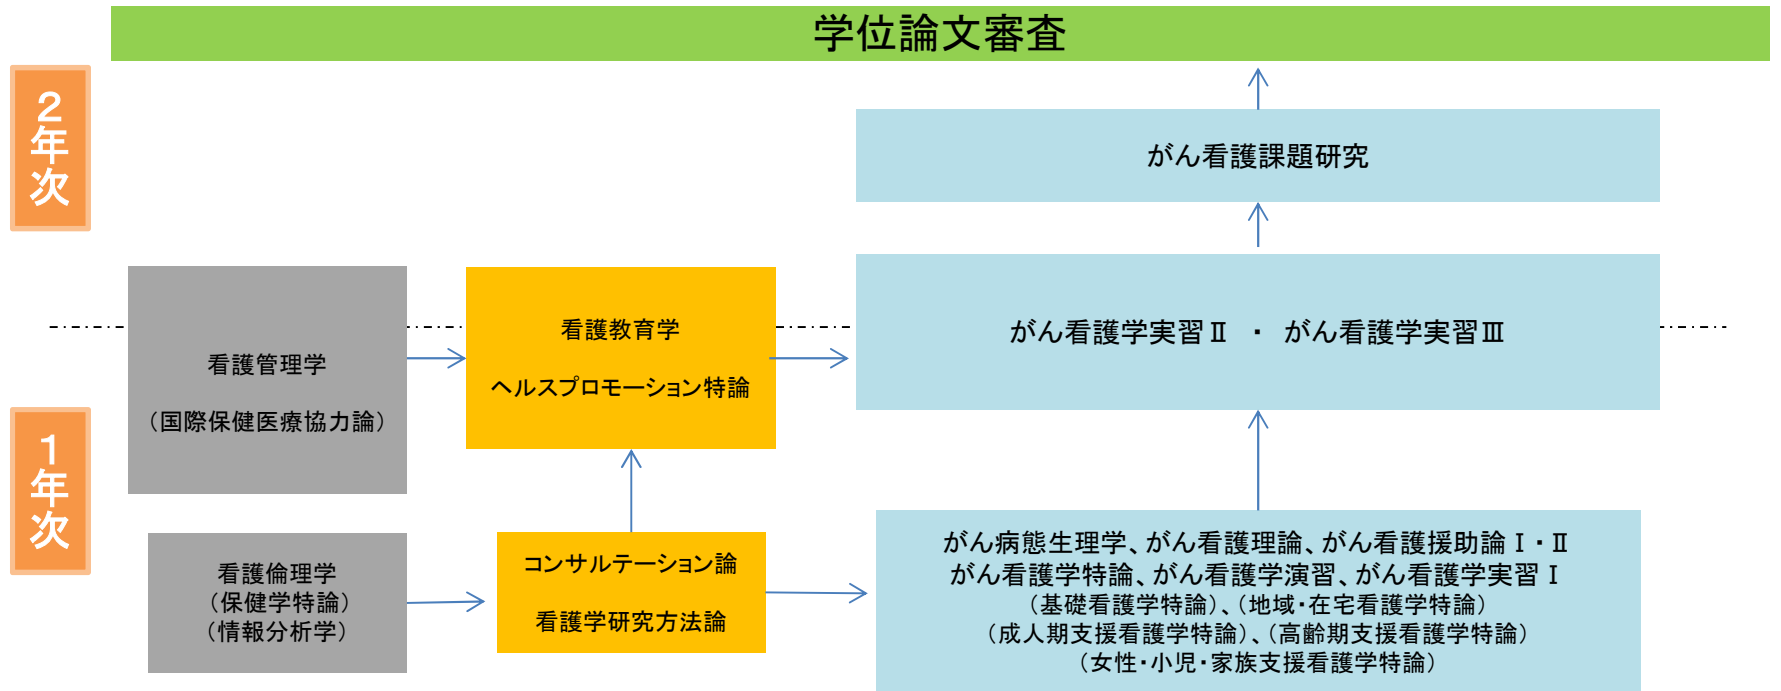 学位論文審査
2年次
がん看護課題研究
看護管理学
（国際保健医療協力論）
看護教育学
ヘルスプロモーション特論
がん看護学実習Ⅱ ・ がん看護学実習Ⅲ
1年次
看護倫理学
（保健学特論）
（情報分析学）
コンサルテーション論
看護学研究方法論
がん病態生理学、がん看護理論、がん看護援助論Ⅰ・Ⅱ
がん看護学特論、がん看護学演習、がん看護学実習Ⅰ
（基礎看護学特論）、（地域・在宅看護学特論）
（成人期支援看護学特論）、（高齢期支援看護学特論）
（女性・小児・家族支援看護学特論）